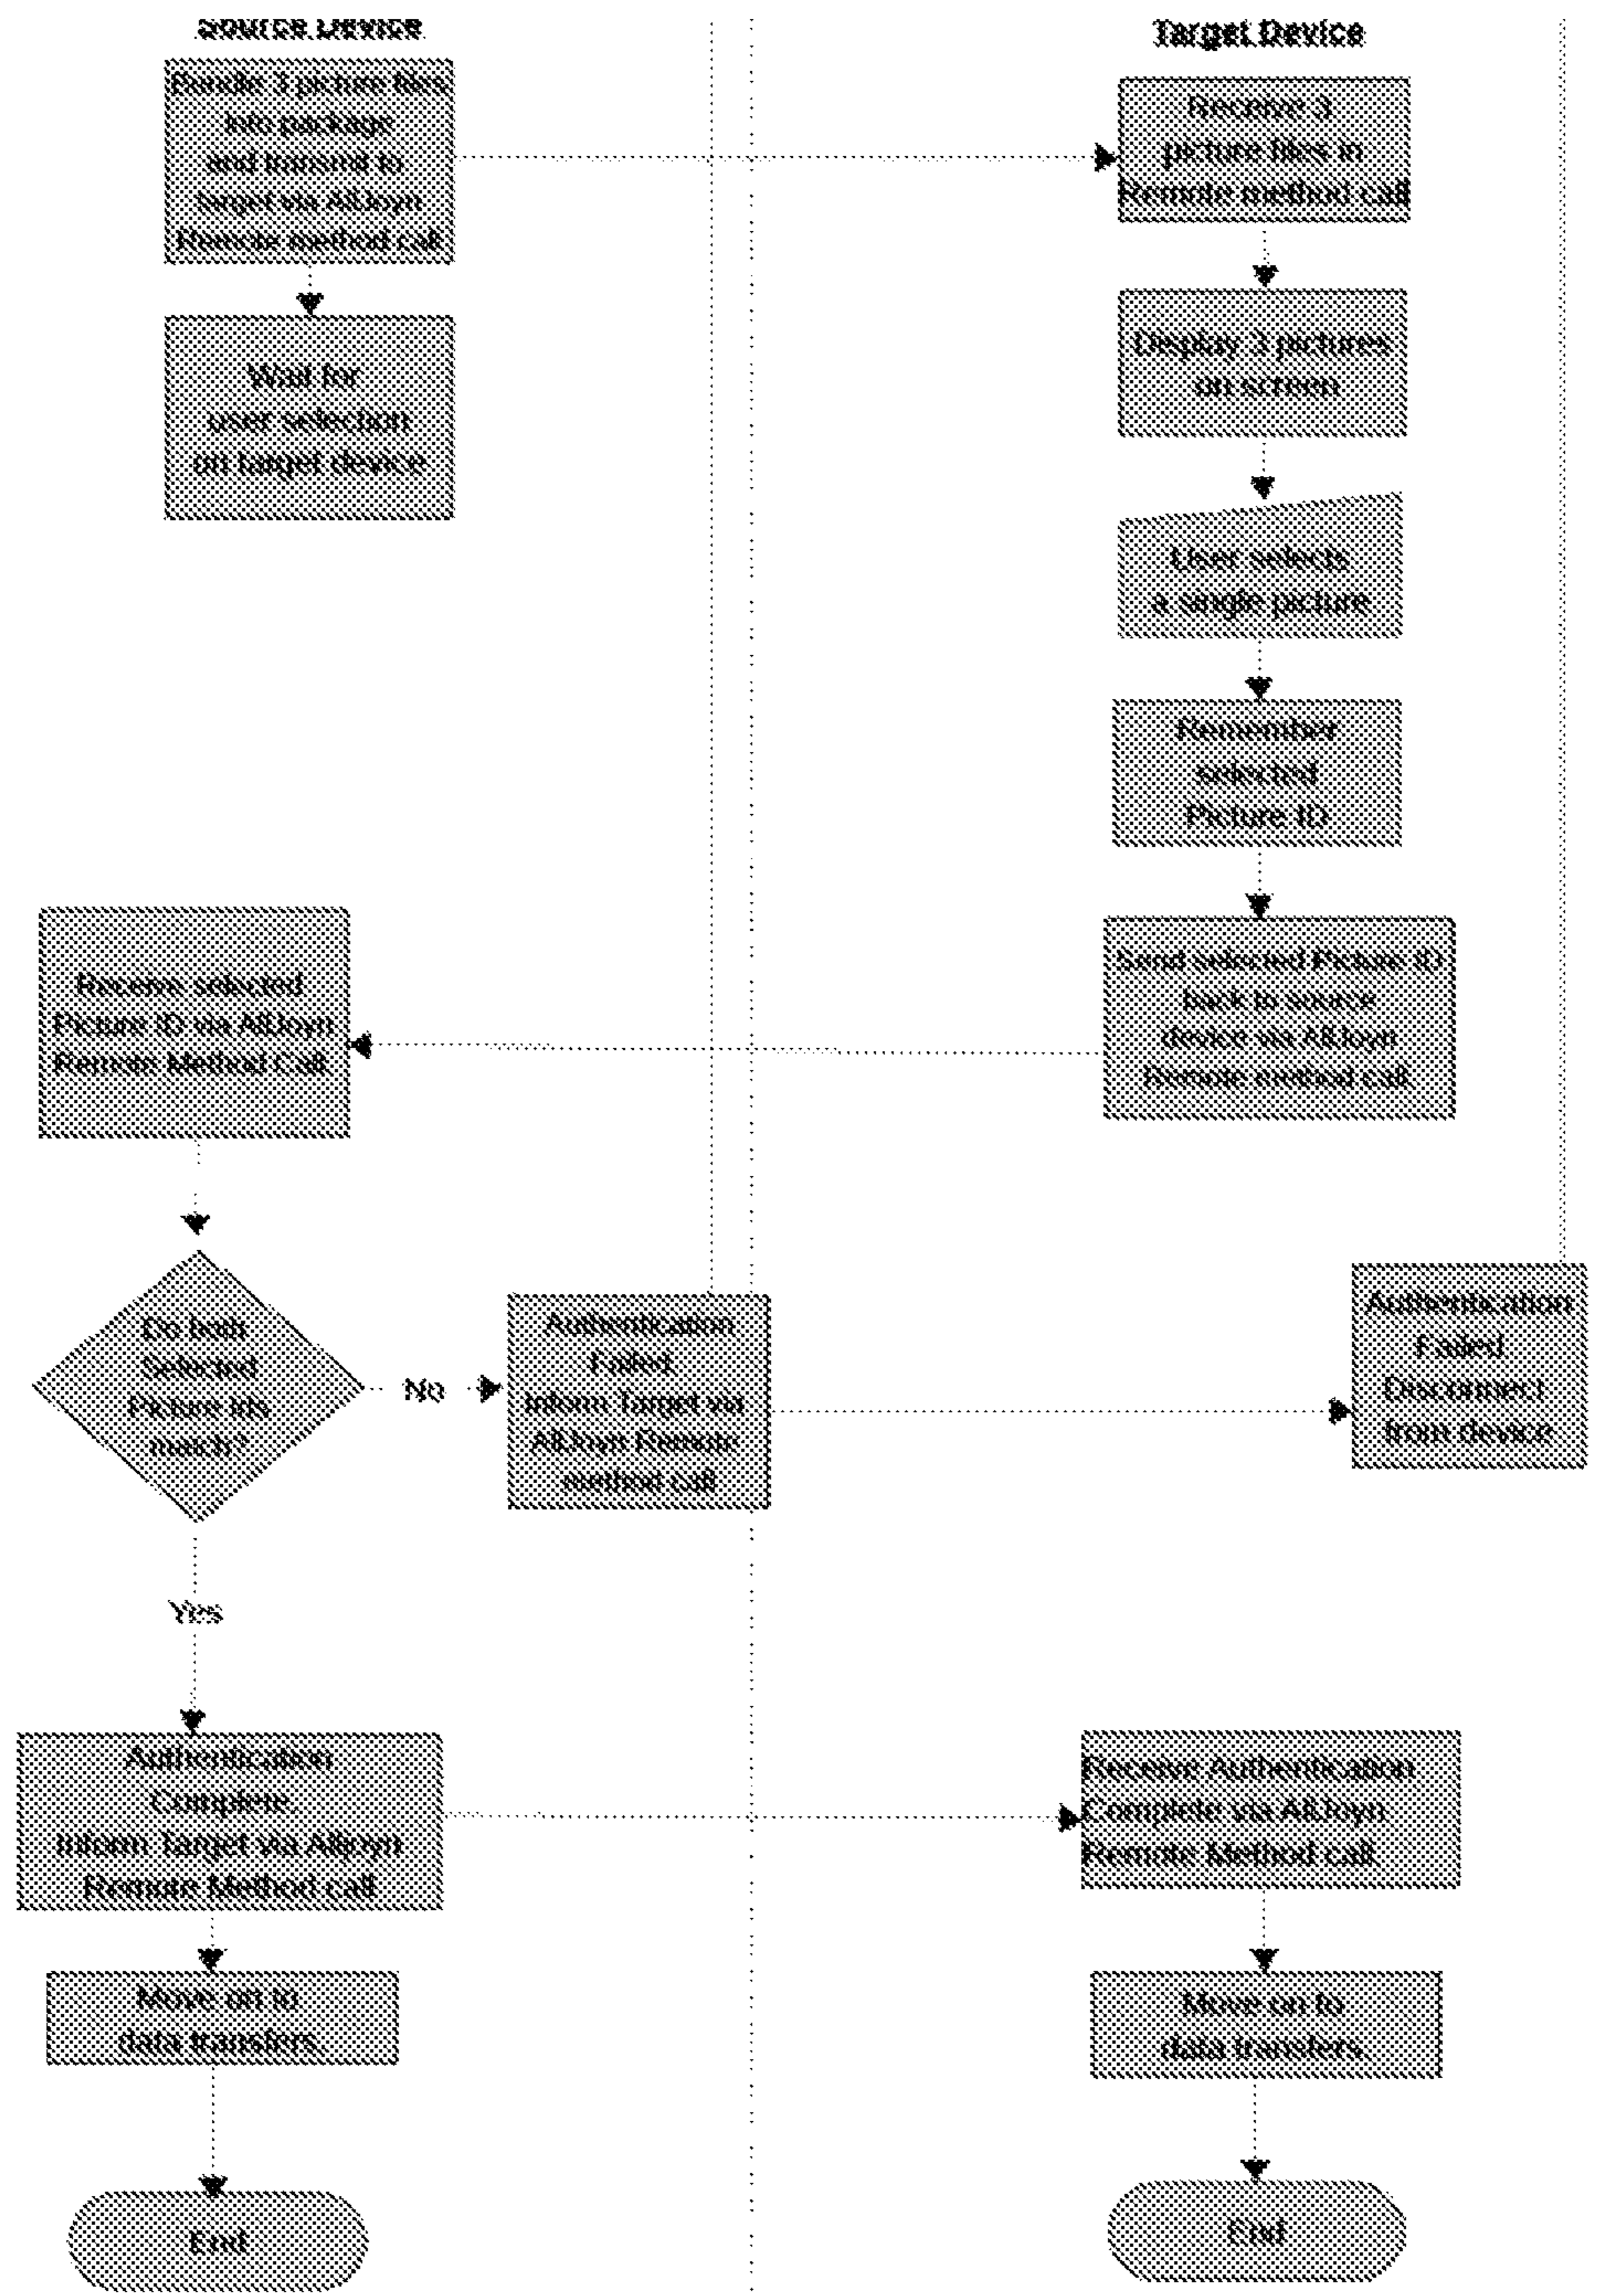 Source Device
Bundle 3 picture files
into package
and transmit to
target via AllJoyn
Remote method call
Wait for
user selection
on target device
Target Device
Receive 3
picture files in
Remote method call
Display 3 pictures
on screen
User selects
a single picture
Remember
selected
Picture ID
Send selected Picture ID
back to source
device via AllJoyn
Remote method call
Receive selected
Picture ID via AllJoyn
Remote Method Call.
Do both
Selected
Picture Ids
match?
No
Authentication
Failed.
Inform Target via
AllJoyn Remote
method call
Authentication
Failed.
Disconnect
from device
Yes
Authentication
Complete.
Inform Target via Alljoyn
Remote Method call
Receive Authentication
Complete via AllJoyn
Remote Method call
Move on to
data transfers.
Move on to
data transfers.
End
End